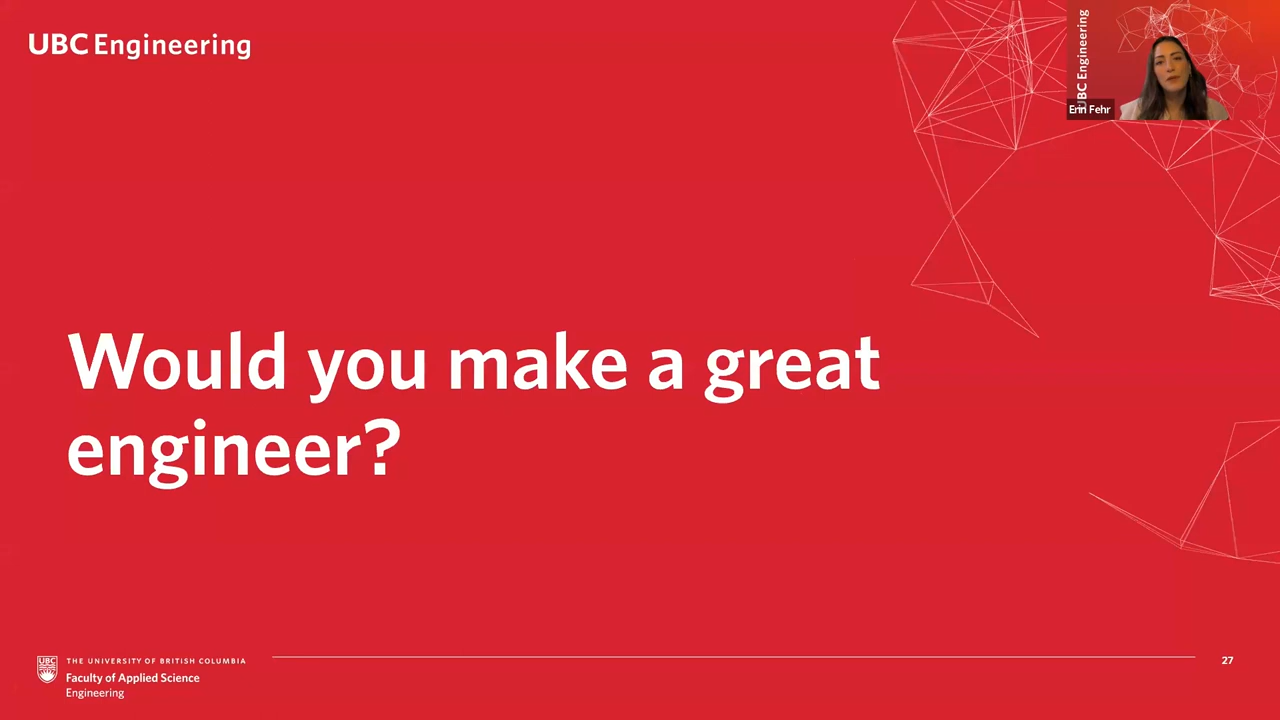 UBC Engineering
UBC Engineering
Erin Fehr
Would you make a great
engineer?
UBC
THE UNIVERSITY OF BRITISH COLUMBIA
Faculty of Applied Science
Engineering
27